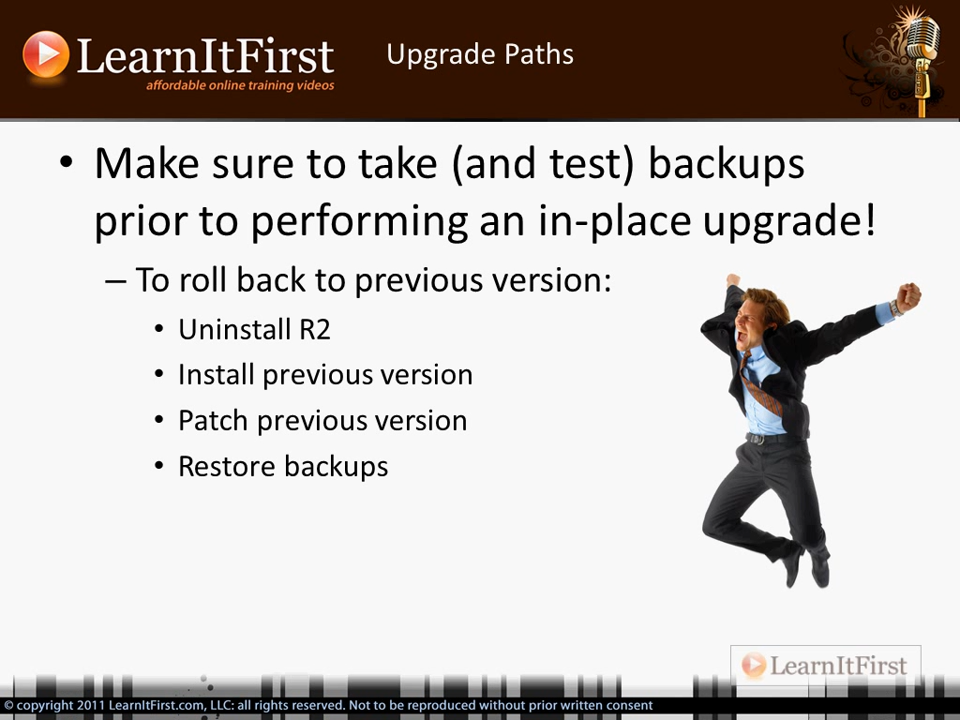 LearnItFirst
affordable online training videos
Upgrade Paths
• Make sure to take (and test) backups
prior to performing an in-place upgrade!
– To roll back to previous version:
• Uninstall R2
• Install previous version
• Patch previous version
• Restore backups
LearnItFirst
© copyright 2011 LearnItFirst.com, LLC: all rights reserved. Not to be reproduced without prior written consent